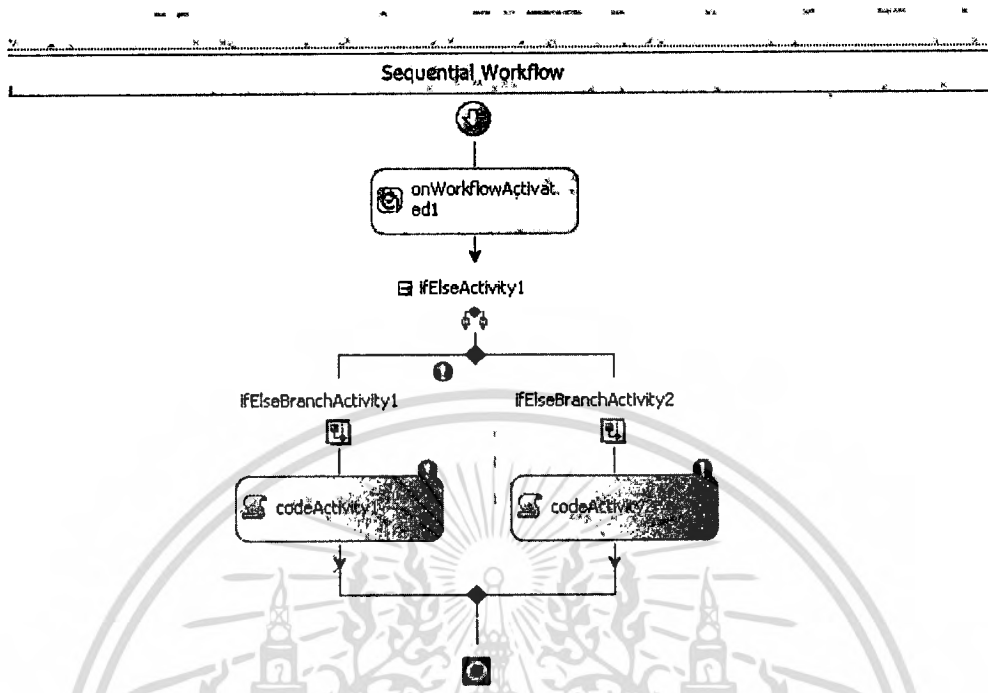 Sequential Workflow
onWorkflowActivat
ed1
ifElseActivity1
ifElseBranchActivity1
ifElseBranchActivity2
codeActivity1
codeActivity2